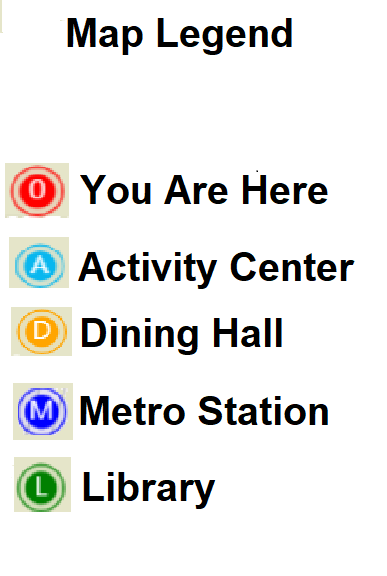 Map Legend
0 You Are Here
A Activity Center
D Dining Hall
M Metro Station
L Library